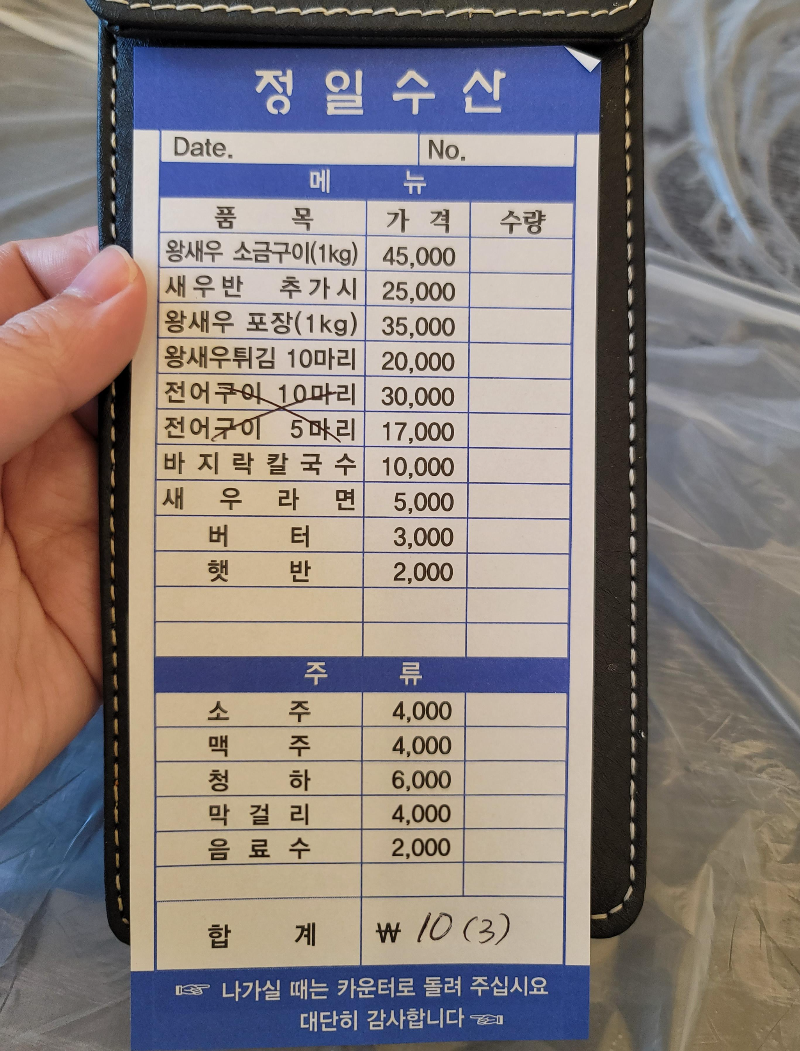 정일수산
Date. No.
메뉴
품목 가격 수량
왕새우 소금구이(1kg) 45,000
새우반 추가시 25,000
왕새우 포장(1kg) 35,000
왕새우튀김 10마리 20,000
전어구이 10마리 30,000
전어구이 5마리 17,000
바지락칼국수 10,000
새우라면 5,000
버터 3,000
햇반 2,000
주류
소주 4,000
맥주 4,000
청하 6,000
막걸리 4,000
음료수 2,000
합계 ₩ 10 (3)
☞ 나가실 때는 카운터로 돌려 주십시요
대단히 감사합니다 ☜